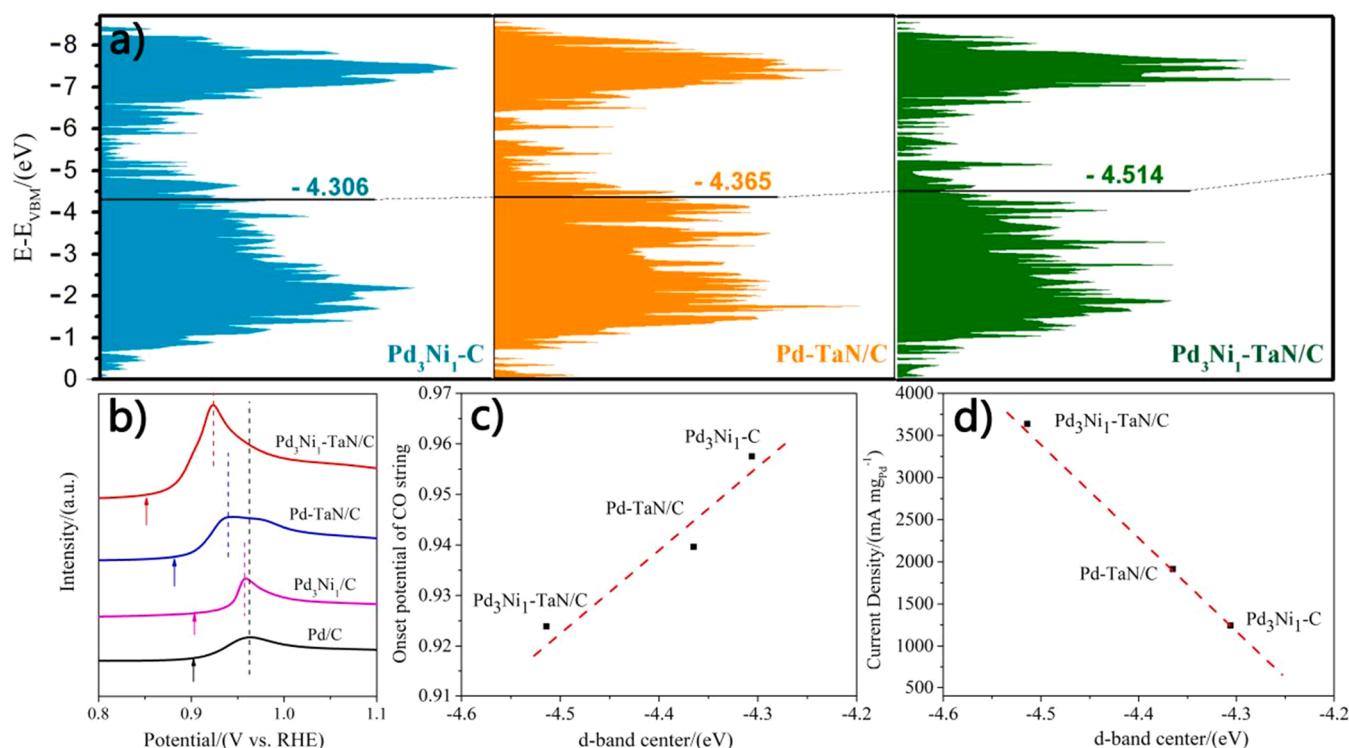 a)
E-E_VBM/(eV)
-8
-7
-6
-5
-4
-3
-2
-1
0
- 4.306
- 4.365
- 4.514
Pd₃Ni₁-C
Pd-TaN/C
Pd₃Ni₁-TaN/C
b)
Intensity/(a.u.)
Pd₃Ni₁-TaN/C
Pd-TaN/C
Pd₃Ni₁/C
Pd/C
0.8 0.9 1.0 1.1
Potential/(V vs. RHE)
c)
Onset potential of CO string
0.97
0.96
0.95
0.94
0.93
0.92
0.91
Pd₃Ni₁-C
Pd-TaN/C
Pd₃Ni₁-TaN/C
-4.6 -4.5 -4.4 -4.3 -4.2
d-band center/(eV)
d)
Current Density/(mA mg_Pd⁻¹)
4000
3500
3000
2500
2000
1500
1000
500
Pd₃Ni₁-TaN/C
Pd-TaN/C
Pd₃Ni₁-C
-4.6 -4.5 -4.4 -4.3 -4.2
d-band center/(eV)